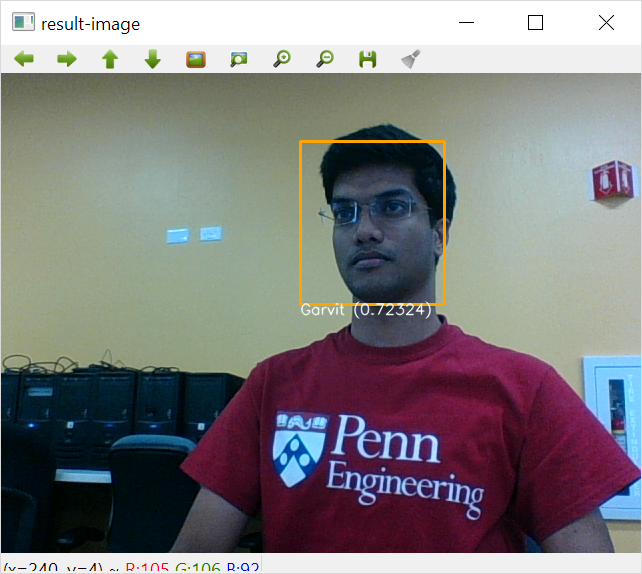 result-image
Garvit (0.72324)
Penn
Engineering
(x=240, y=4) ~ R:105 G:106 B:92